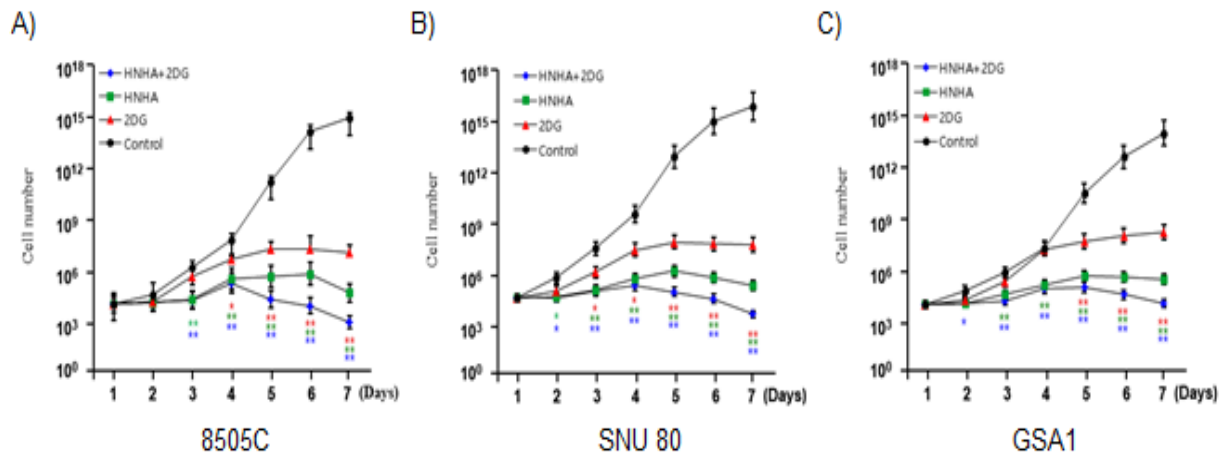 A)
10¹⁸
10¹⁵
10¹²
10⁹
10⁶
10³
10⁰
Cell number
HNHA+2DG
HNHA
2DG
Control
1 2 3 4 5 6 7 (Days)
8505C
B)
10¹⁸
10¹⁵
10¹²
10⁹
10⁶
10³
10⁰
Cell number
HNHA+2DG
HNHA
2DG
Control
1 2 3 4 5 6 7 (Days)
SNU 80
C)
10¹⁸
10¹⁵
10¹²
10⁹
10⁶
10³
10⁰
Cell number
HNHA+2DG
HNHA
2DG
Control
1 2 3 4 5 6 7 (Days)
GSA1